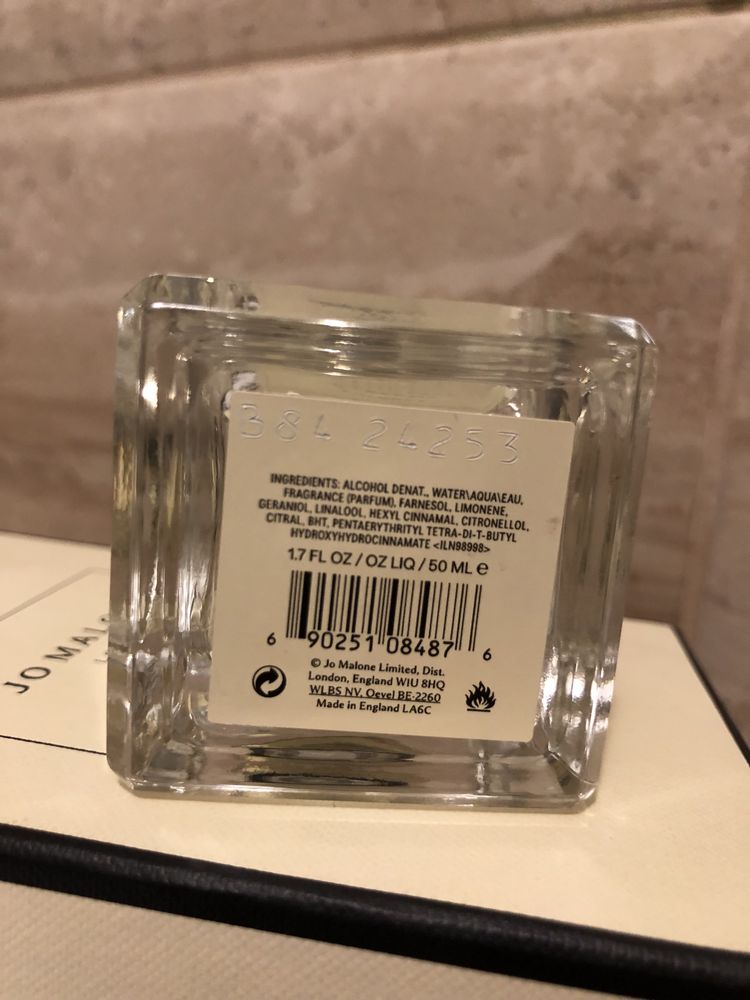 384 24253
INGREDIENTS: ALCOHOL DENAT., WATER\AQUA\EAU,
FRAGRANCE (PARFUM), FARNESOL, LIMONENE,
GERANIOL, LINALOOL, HEXYL CINNAMAL, CITRONELLOL,
CITRAL, BHT, PENTAERYTHRITYL TETRA-DI-T-BUTYL
HYDROXYHYDROCINNAMATE <ILN98998>
1.7 FL OZ / OZ LIQ / 50 ML e
6 90251 08487 6
© Jo Malone Limited, Dist.
London, England W1U 8HQ
WLBS NV, Oevel BE-2260
Made in England LA6C
JO MALO